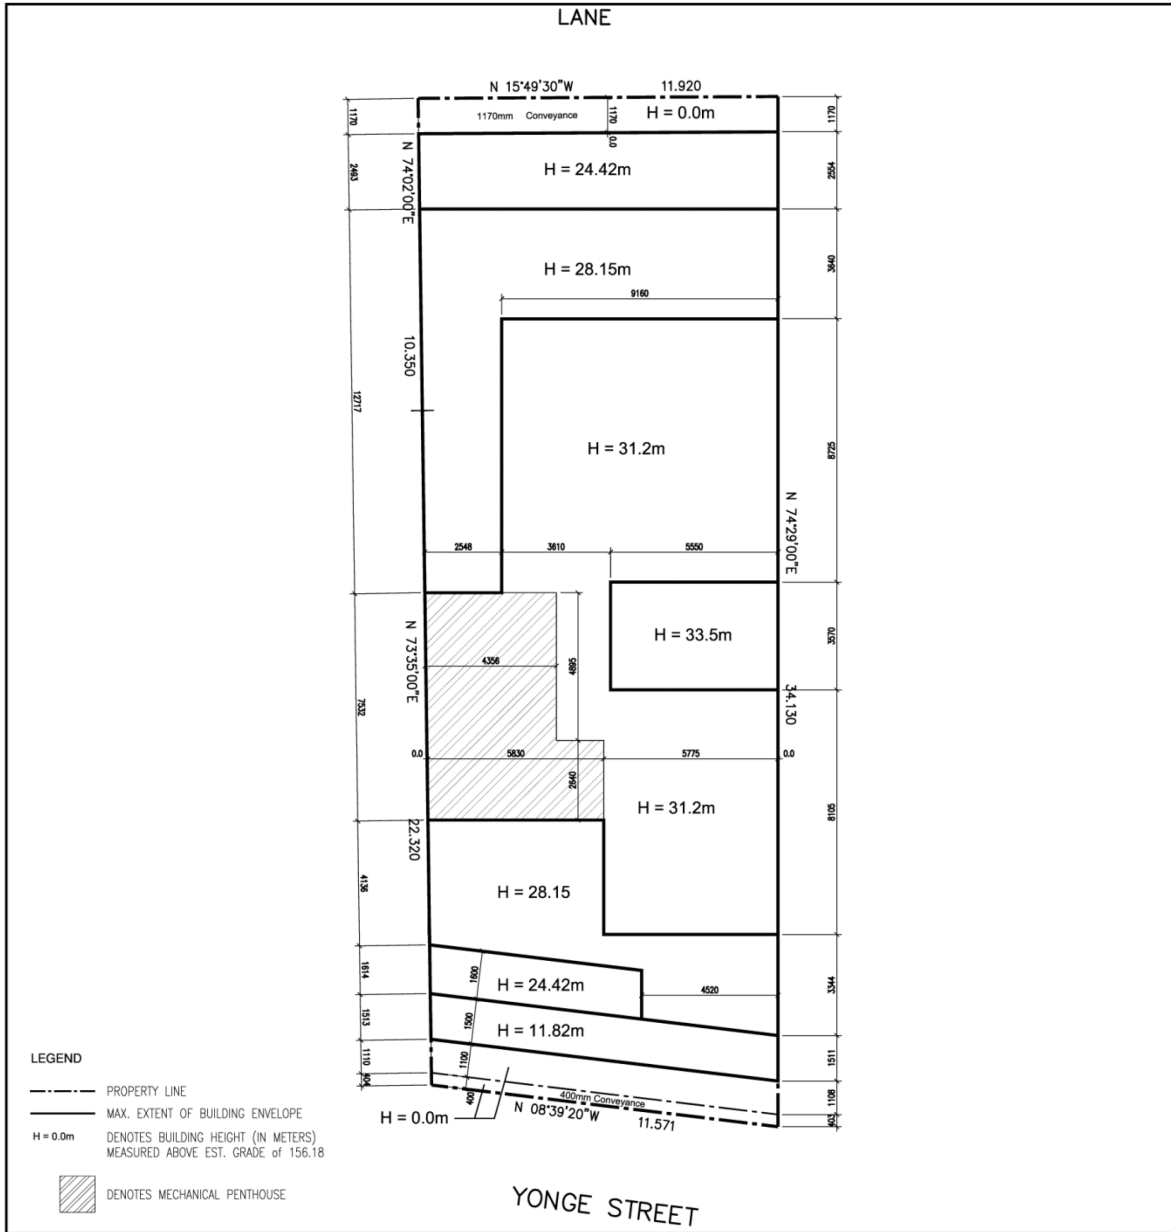 LANE
N 15°49'30"W
11.920
1170
1170mm Conveyance
1170
H = 0.0m
1170
0.0
2493
N 74°02'00"E
H = 24.42m
2554
H = 28.15m
3640
9160
10.350
12717
H = 31.2m
8725
N 74°29'00"E
2548
3610
5550
N 73°35'00"E
H = 33.5m
3570
4356
4895
7532
34.130
0.0
5830
5775
0.0
2640
H = 31.2m
8105
22.320
4136
H = 28.15
1614
1600
H = 24.42m
4520
3344
1513
1500
H = 11.82m
1511
1110
1100
404
400
400mm Conveyance
1108
403
H = 0.0m
N 08°39'20"W
11.571
LEGEND
PROPERTY LINE
MAX. EXTENT OF BUILDING ENVELOPE
H = 0.0m
DENOTES BUILDING HEIGHT (IN METERS)
MEASURED ABOVE EST. GRADE of 156.18
DENOTES MECHANICAL PENTHOUSE
YONGE STREET